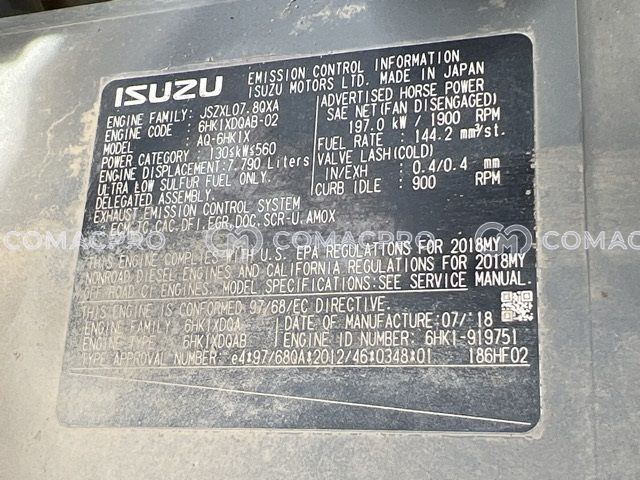 ISUZU
EMISSION CONTROL INFORMATION
ISUZU MOTORS LTD. MADE IN JAPAN
ENGINE FAMILY: JSZXL07.8QXA
ENGINE CODE : 6HK1XDQAB-02
MODEL : AQ-6HK1X
POWER CATEGORY : 130≤kW≤560
ENGINE DISPLACEMENT:7.790 Liters
ULTRA LOW SULFUR FUEL ONLY.
DELEGATED ASSEMBLY.
EXHAUST EMISSION CONTROL SYSTEM
ECM,TC,CAC,DFI,EGR,DOC,SCR-U,AMOX
ADVERTISED HORSE POWER
SAE NET(FAN DISENGAGED)
197.0 kW / 1900 RPM
FUEL RATE : 144.2 mm³/st.
VALVE LASH(COLD)
IN/EXH : 0.4/0.4 mm
CURB IDLE : 900 RPM
COMACPRO COMACPRO COMACPRO
THIS ENGINE COMPLIES WITH U.S. EPA REGULATIONS FOR 2018MY
NONROAD DIESEL ENGINES AND CALIFORNIA REGULATIONS FOR 2018MY
OFF ROAD DI ENGINES. MODEL SPECIFICATIONS:SEE SERVICE MANUAL.
THIS ENGINE IS CONFORMED 97/68/EC DIRECTIVE.
ENGINE FAMILY : 6HK1XDQA
DATE OF MANUFACTURE:07/'18
ENGINE TYPE : 6HK1XDQAB
ENGINE ID NUMBER: 6HK1-919751
TYPE APPROVAL NUMBER : e4*97/68QA*2012/46*0348*01
186HF02